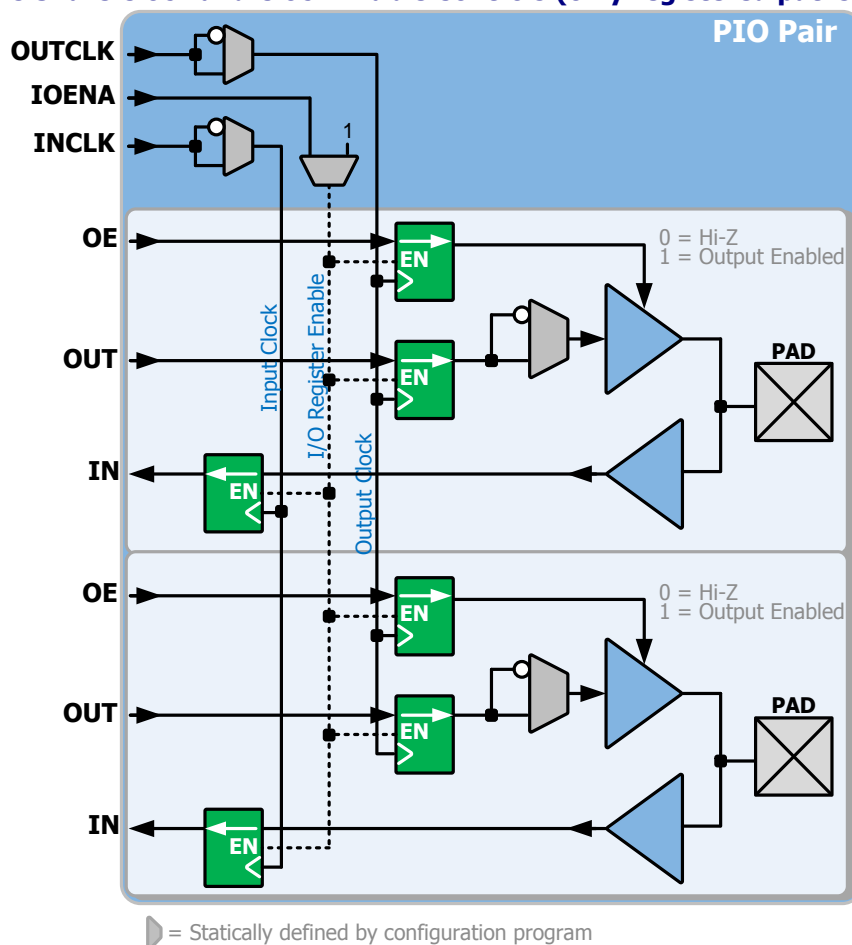 PIO Pair
OUTCLK
IOENA
INCLK
1
OE
EN
0 = Hi-Z
1 = Output Enabled
Input Clock
I/O Register Enable
Output Clock
OUT
EN
PAD
IN
EN
OE
EN
0 = Hi-Z
1 = Output Enabled
OUT
EN
PAD
IN
EN
= Statically defined by configuration program